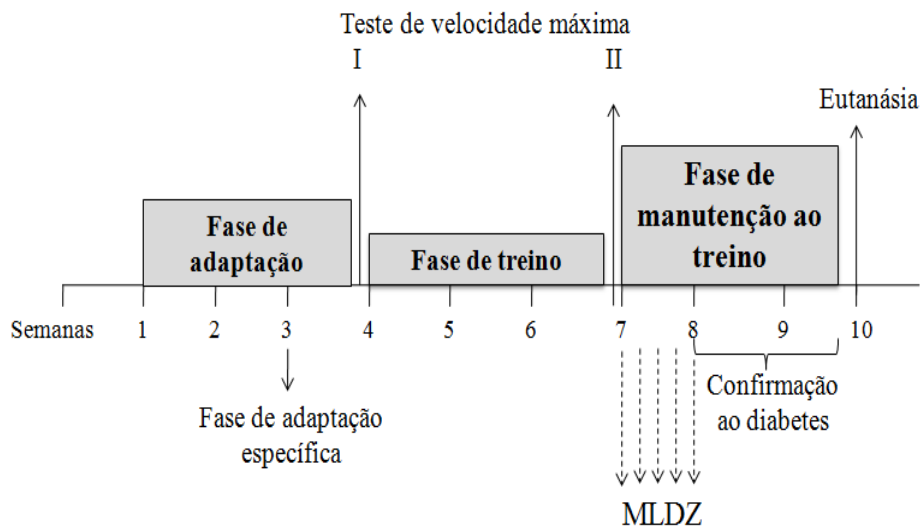 Teste de velocidade máxima
I
II
Eutanásia
Fase de
adaptação
Fase de treino
Fase de
manutenção ao
treino
Semanas 1 2 3 4 5 6 7 8 9 10
Fase de adaptação
específica
Confirmação
ao diabetes
MLDZ